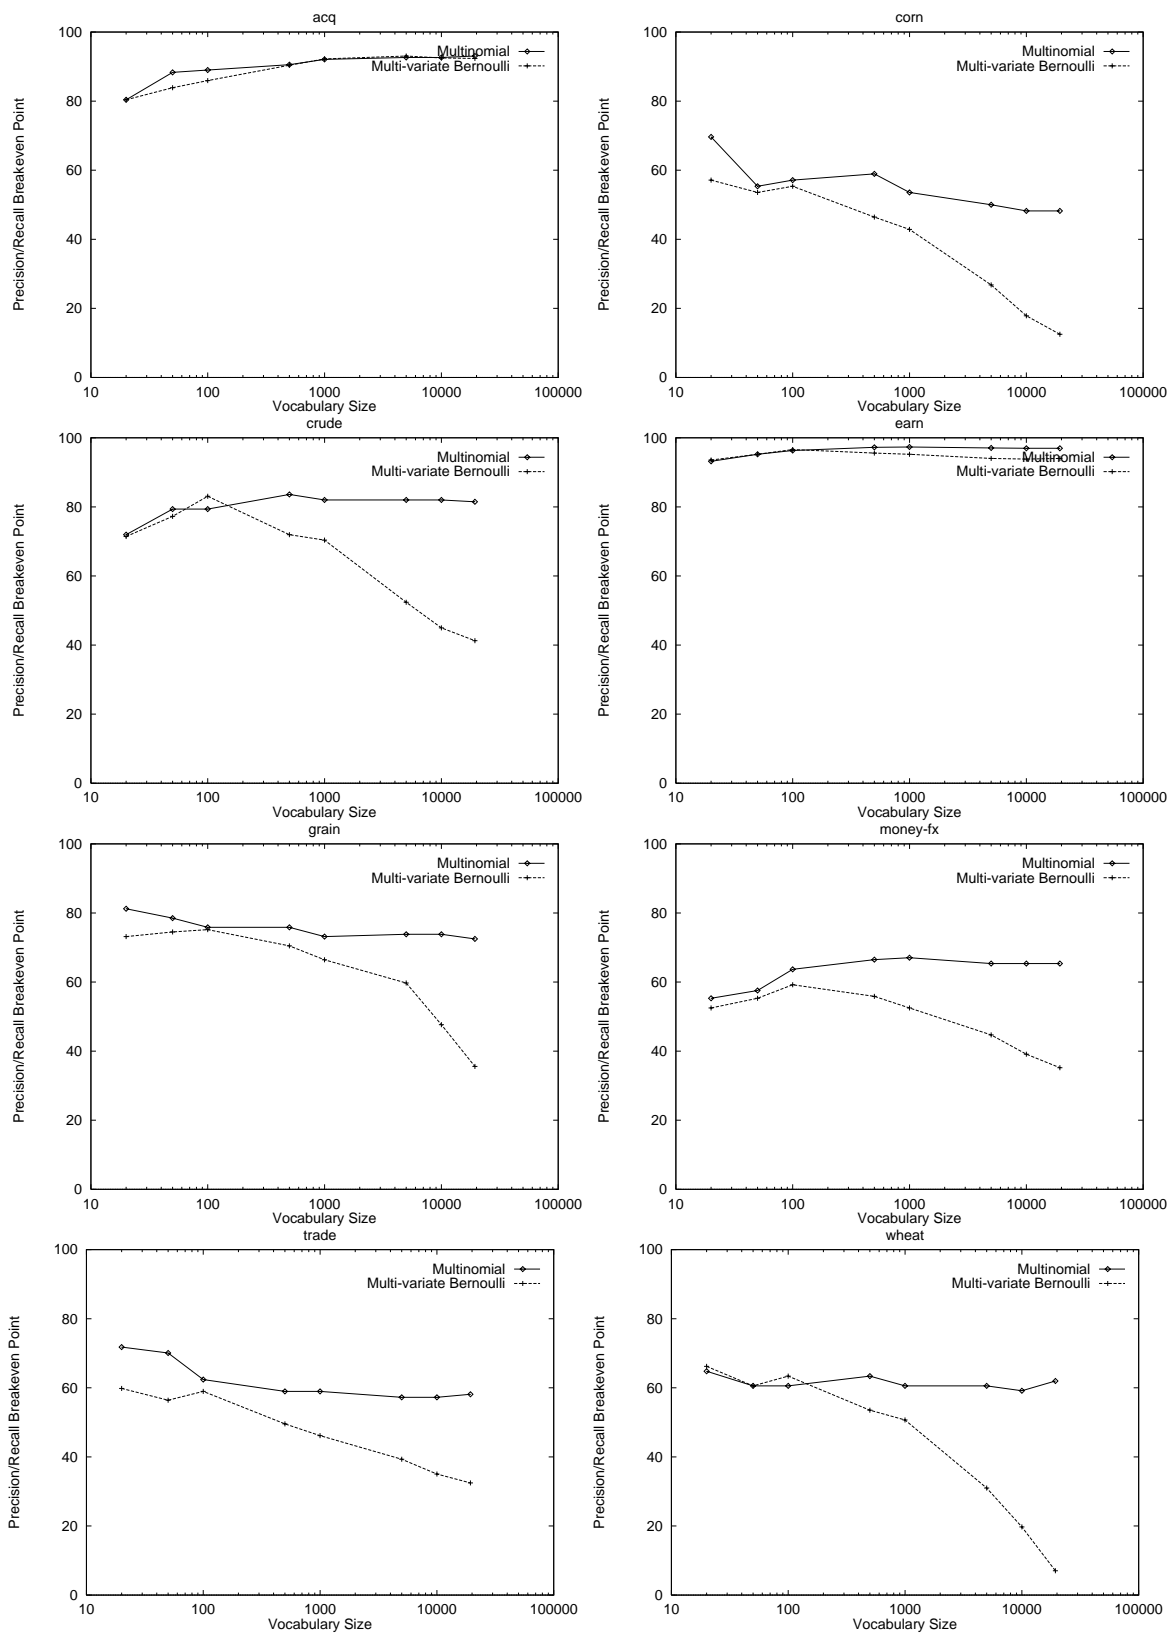 acq
Precision/Recall Breakeven Point
100
80
60
40
20
0
Multinomial
Multi-variate Bernoulli
10 100 1000 10000 100000
Vocabulary Size
corn
Precision/Recall Breakeven Point
100
80
60
40
20
0
Multinomial
Multi-variate Bernoulli
10 100 1000 10000 100000
Vocabulary Size
crude
Precision/Recall Breakeven Point
100
80
60
40
20
0
Multinomial
Multi-variate Bernoulli
10 100 1000 10000 100000
Vocabulary Size
earn
Precision/Recall Breakeven Point
100
80
60
40
20
0
Multinomial
Multi-variate Bernoulli
10 100 1000 10000 100000
Vocabulary Size
grain
Precision/Recall Breakeven Point
100
80
60
40
20
0
Multinomial
Multi-variate Bernoulli
10 100 1000 10000 100000
Vocabulary Size
money-fx
Precision/Recall Breakeven Point
100
80
60
40
20
0
Multinomial
Multi-variate Bernoulli
10 100 1000 10000 100000
Vocabulary Size
trade
Precision/Recall Breakeven Point
100
80
60
40
20
0
Multinomial
Multi-variate Bernoulli
10 100 1000 10000 100000
Vocabulary Size
wheat
Precision/Recall Breakeven Point
100
80
60
40
20
0
Multinomial
Multi-variate Bernoulli
10 100 1000 10000 100000
Vocabulary Size